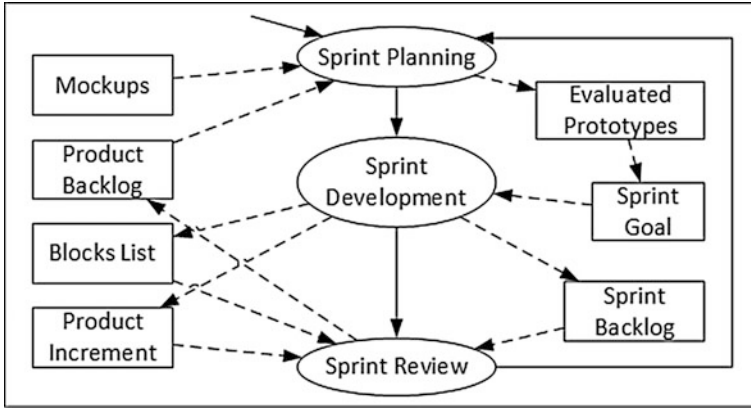 Sprint Planning
Mockups
Evaluated
Prototypes
Product
Backlog
Sprint
Development
Sprint
Goal
Blocks List
Sprint
Backlog
Product
Increment
Sprint Review